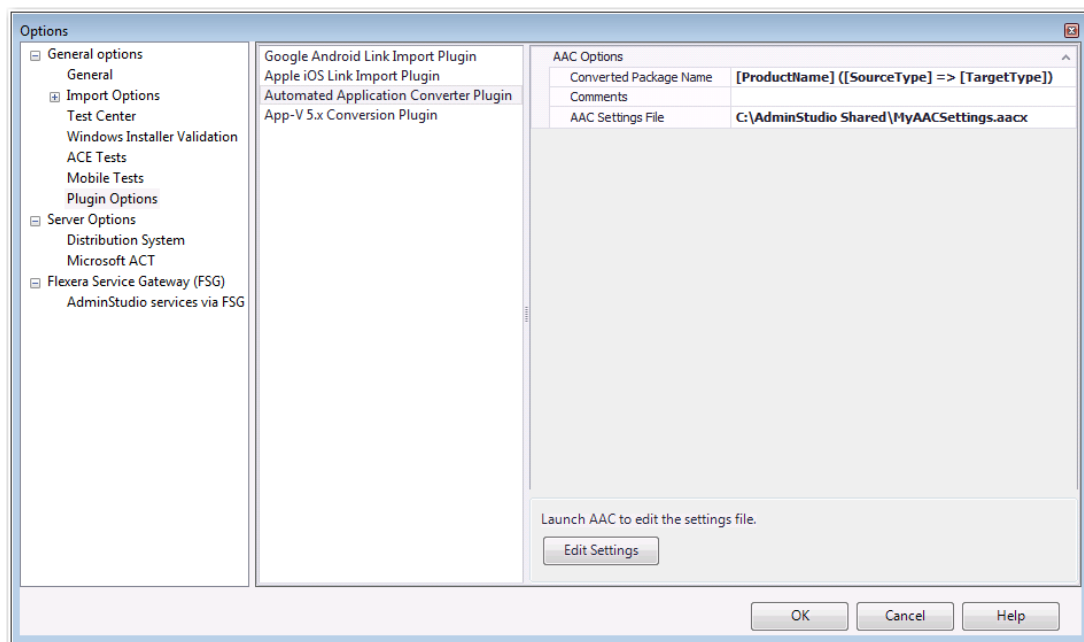 Options
General options
General
Import Options
Test Center
Windows Installer Validation
ACE Tests
Mobile Tests
Plugin Options
Server Options
Distribution System
Microsoft ACT
Flexera Service Gateway (FSG)
AdminStudio services via FSG
Google Android Link Import Plugin
Apple iOS Link Import Plugin
Automated Application Converter Plugin
App-V 5.x Conversion Plugin
AAC Options
Converted Package Name [ProductName] ([SourceType] => [TargetType])
Comments
AAC Settings File C:\AdminStudio Shared\MyAACSettings.aacx
Launch AAC to edit the settings file.
Edit Settings
OK Cancel Help